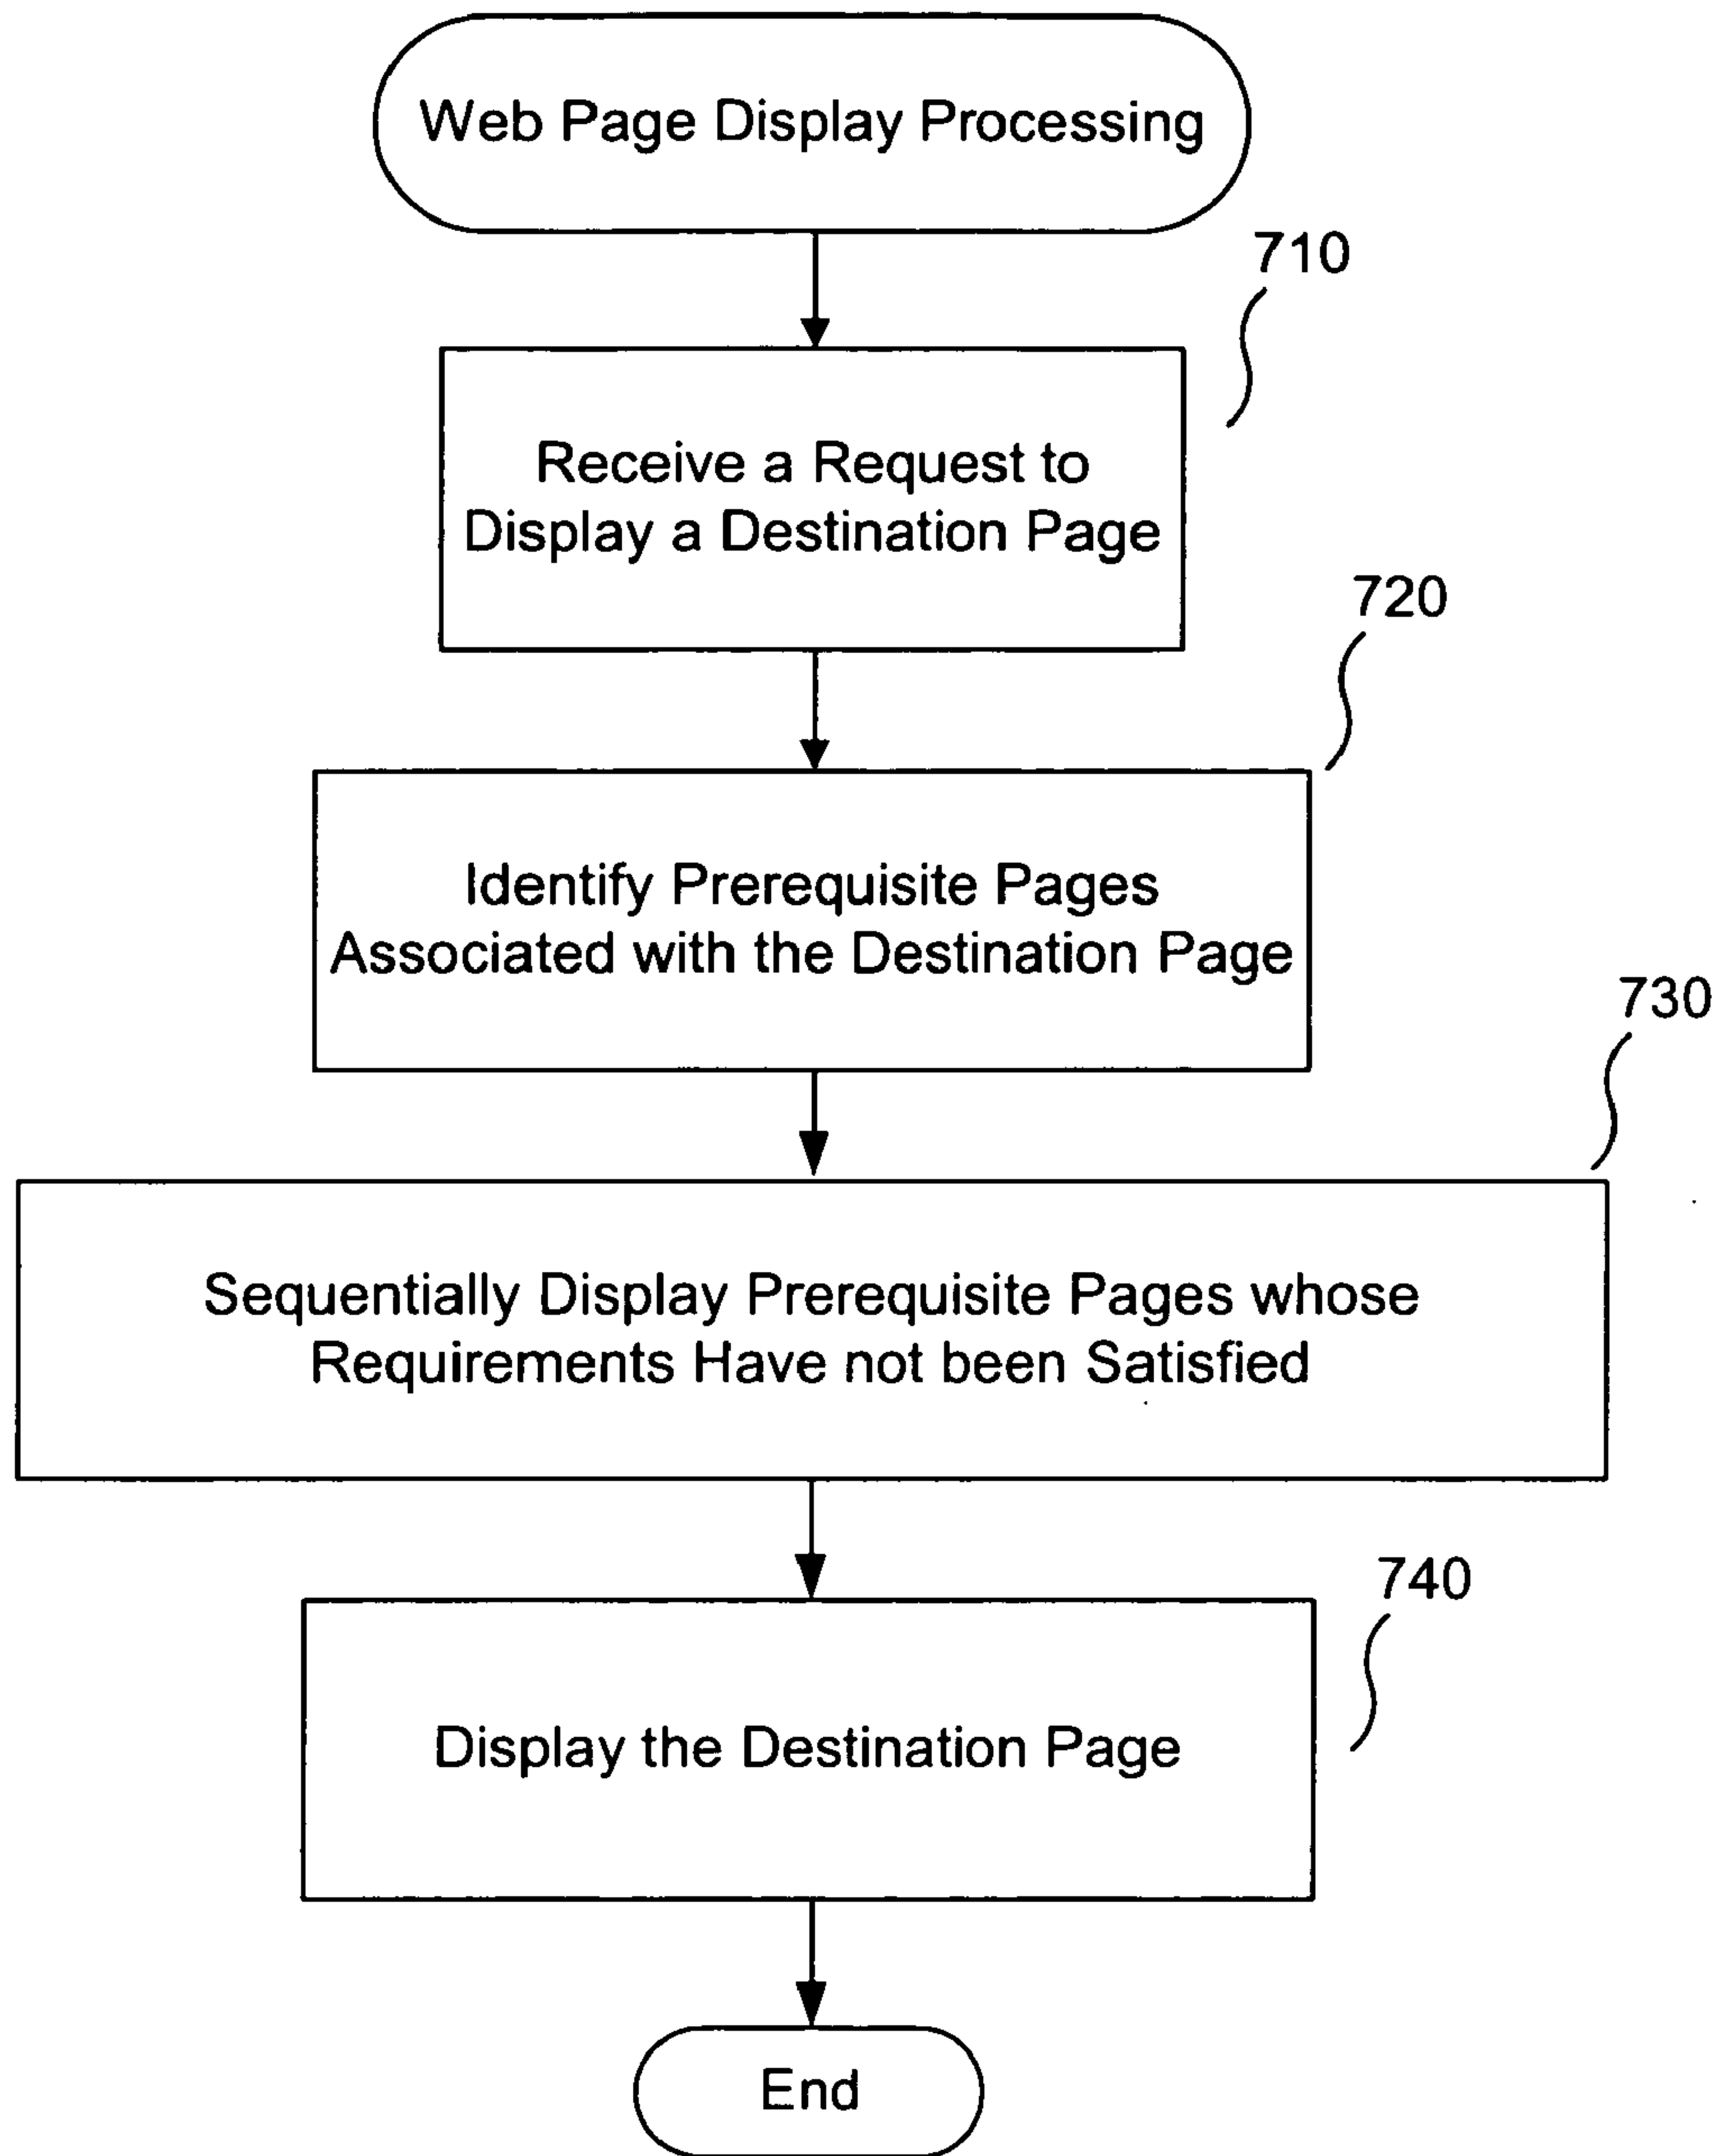 Web Page Display Processing
710
Receive a Request to
Display a Destination Page
720
Identify Prerequisite Pages
Associated with the Destination Page
730
Sequentially Display Prerequisite Pages whose
Requirements Have not been Satisfied
740
Display the Destination Page
End